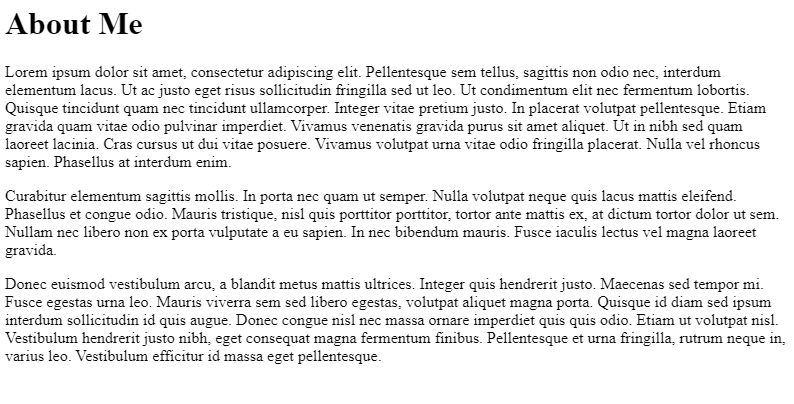 About Me
Lorem ipsum dolor sit amet, consectetur adipiscing elit. Pellentesque sem tellus, sagittis non odio nec, interdum
elementum lacus. Ut ac justo eget risus sollicitudin fringilla sed ut leo. Ut condimentum elit nec fermentum lobortis.
Quisque tincidunt quam nec tincidunt ullamcorper. Integer vitae pretium justo. In placerat volutpat pellentesque. Etiam
gravida quam vitae odio pulvinar imperdiet. Vivamus venenatis gravida purus sit amet aliquet. Ut in nibh sed quam
laoreet lacinia. Cras cursus ut dui vitae posuere. Vivamus volutpat urna vitae odio fringilla placerat. Nulla vel rhoncus
sapien. Phasellus at interdum enim.
Curabitur elementum sagittis mollis. In porta nec quam ut semper. Nulla volutpat neque quis lacus mattis eleifend.
Phasellus et congue odio. Mauris tristique, nisl quis porttitor porttitor, tortor ante mattis ex, at dictum tortor dolor ut sem.
Nullam nec libero non ex porta vulputate a eu sapien. In nec bibendum mauris. Fusce iaculis lectus vel magna laoreet
gravida.
Donec euismod vestibulum arcu, a blandit metus mattis ultrices. Integer quis hendrerit justo. Maecenas sed tempor mi.
Fusce egestas urna leo. Mauris viverra sem sed libero egestas, volutpat aliquet magna porta. Quisque id diam sed ipsum
interdum sollicitudin id quis augue. Donec congue nisl nec massa ornare imperdiet quis quis odio. Etiam ut volutpat nisl.
Vestibulum hendrerit justo nibh, eget consequat magna fermentum finibus. Pellentesque et urna fringilla, rutrum neque in,
varius leo. Vestibulum efficitur id massa eget pellentesque.